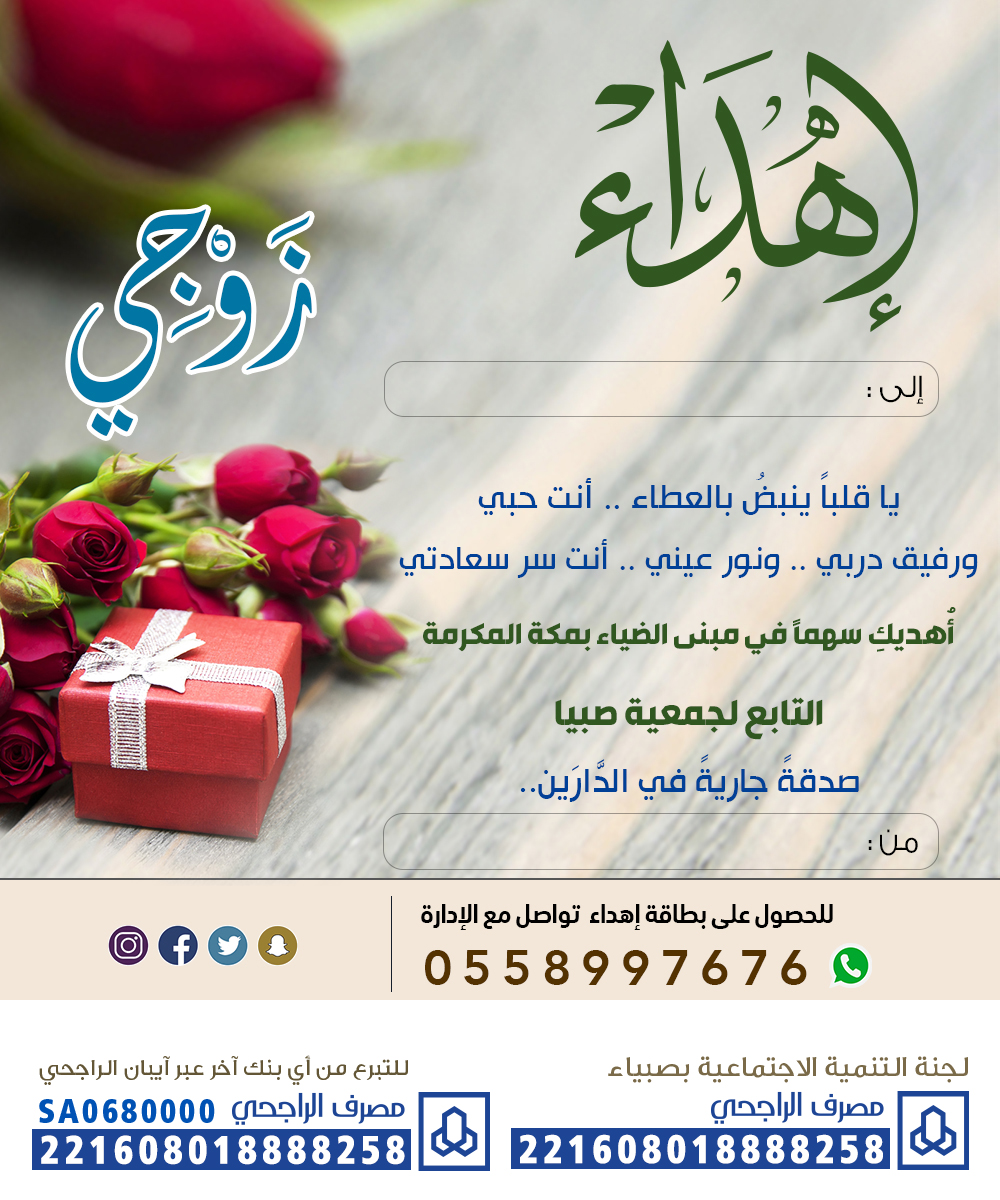 إهُدَاءْ
زَوْجِي
إلى :
يا قلباً ينبضُ بالعطاء .. أنت حبي
ورفيق دربي .. ونور عيني .. أنت سر سعادتي
أُهديكِ سهماً في مبنى الضياء بمكة المكرمة
التابع لجمعية صبيا
صدقةً جاريةً في الدَّارَين..
من :
للحصول على بطاقة إهداء تواصل مع الإدارة
0558997676
لجنة التنمية الاجتماعية بصبياء
مصرف الراجحي
221608018888258
للتبرع من أي بنك آخر عبر آيبان الراجحي
مصرف الراجحي SA0680000
221608018888258